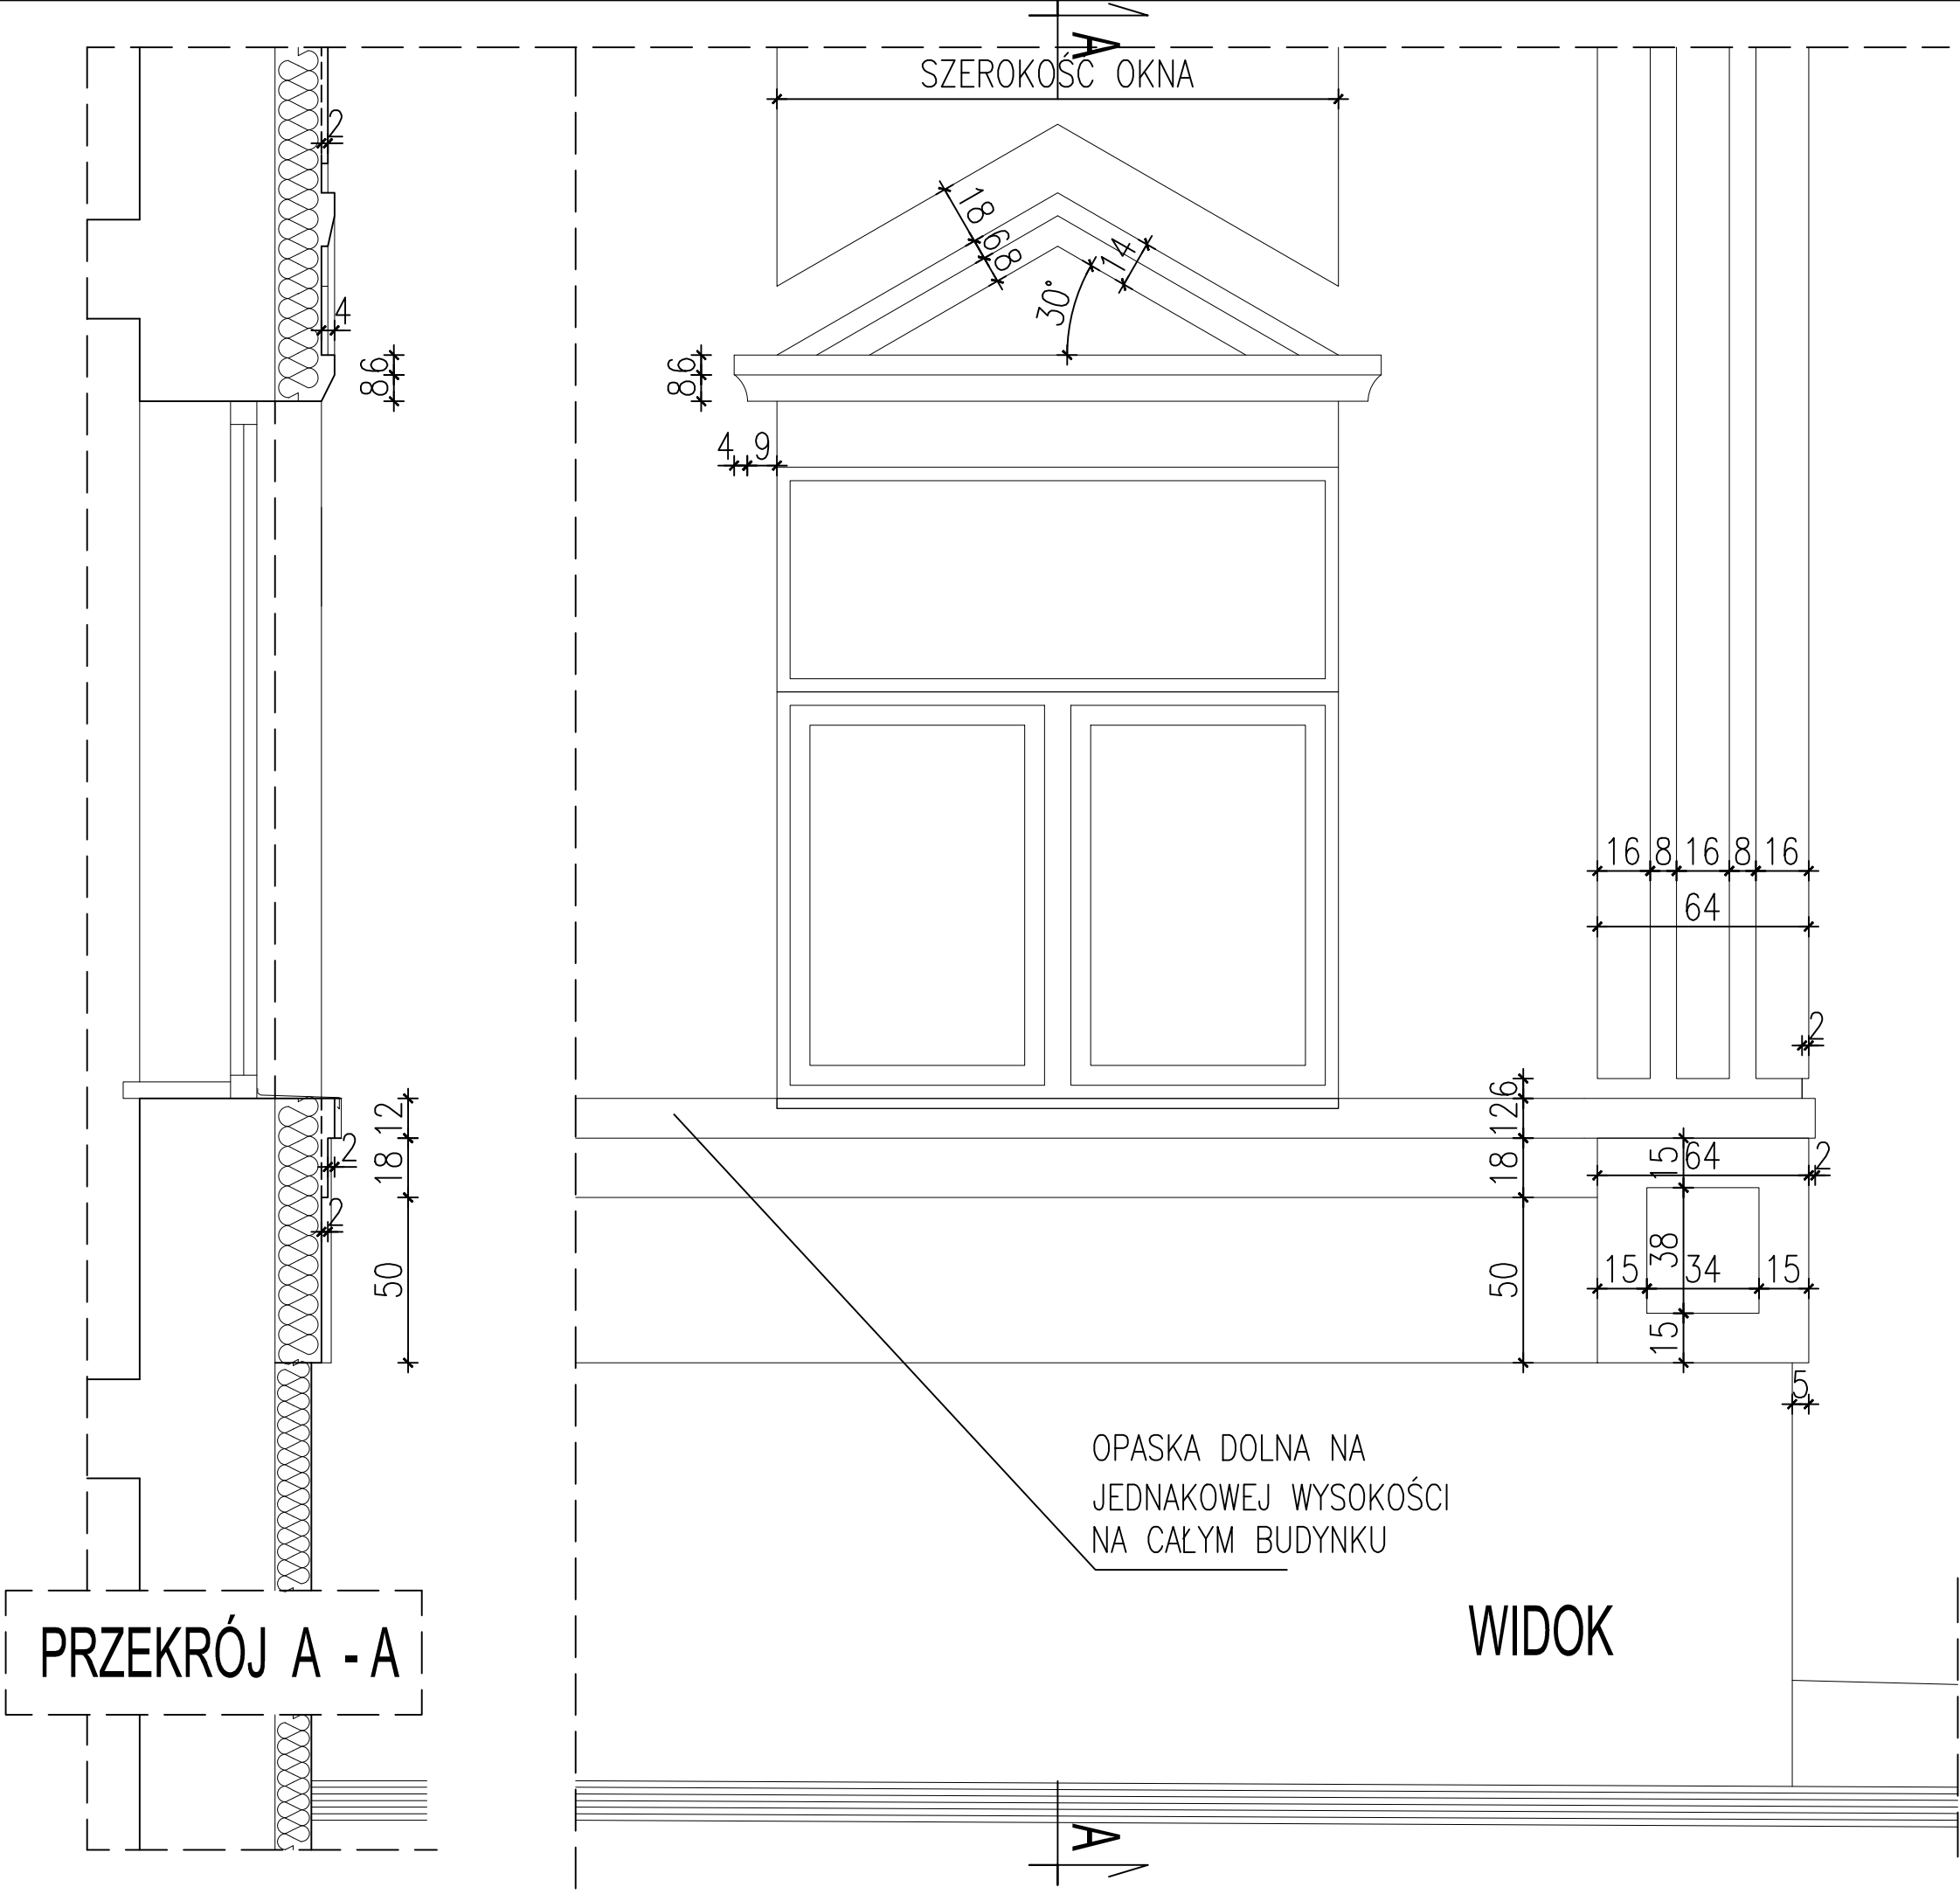 A
SZEROKOŚĆ OKNA
2
18 6 8
14
30°
4
8 6
8 6
4 9
16 8 16 8 16
64
2
12 6
12
2
18
18
15
64 2
2
50
50
15 38 34 15
15
5
OPASKA DOLNA NA
JEDNAKOWEJ WYSOKOŚCI
NA CAŁYM BUDYNKU
PRZEKRÓJ A - A
WIDOK
A